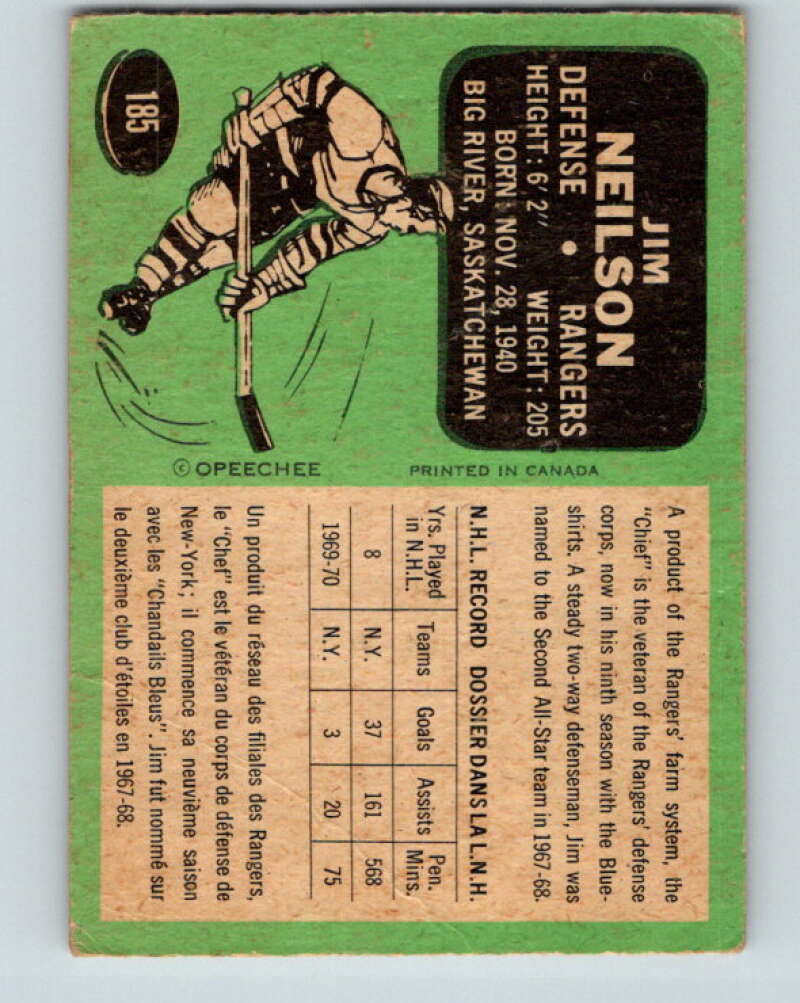 185
JIM
NEILSON
DEFENSE • RANGERS
HEIGHT: 6' 2" WEIGHT: 205
BORN: NOV. 28, 1940
BIG RIVER, SASKATCHEWAN
© OPEECHEE
PRINTED IN CANADA
A product of the Rangers' farm system, the
"Chief" is the veteran of the Rangers' defense
corps, now in his ninth season with the Blue-
shirts. A steady two-way defenseman, Jim was
named to the Second All-Star team in 1967-68.
N.H.L. RECORD DOSSIER DANS LA L.N.H.
Yrs. Played in N.H.L. Teams Goals Assists Pen. Mins.
8 N.Y. 37 161 568
1969-70 N.Y. 3 20 75
Un produit du réseau des filiales des Rangers,
le "Chef" est le vétéran du corps de défense de
New-York; il commence sa neuvième saison
avec les "Chandails Bleus". Jim fut nommé sur
le deuxième club d'étoiles en 1967-68.